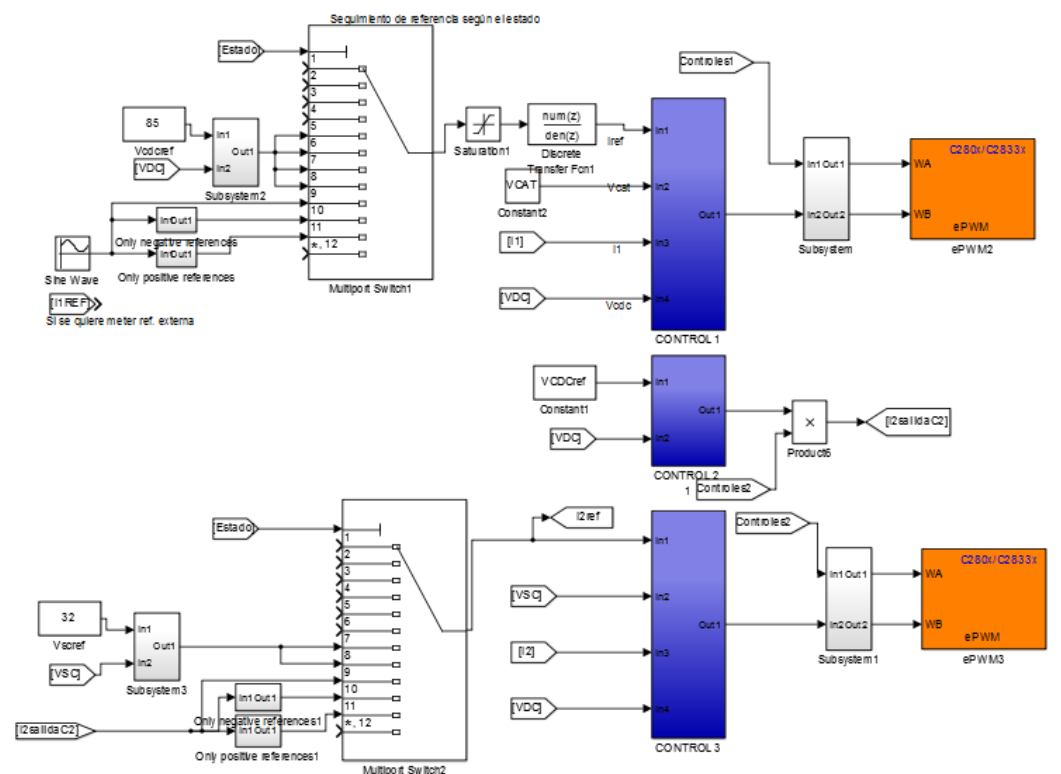 Seguimiento de referencia según el estado
[Estado]
1
2
3
4
5
6
7
8
9
10
11
*, 12
Multiport Switch1
85
Vcdcref
[VDC]
In1
In2
Out1
Subsystem2
In1Out1
Only negative references
In1Out1
Only positive references
Sine Wave
[I1REF]
Si se quiere meter ref. externa
Saturation1
num(z)
den(z)
Discrete
Transfer Fcn1
Iref
VCAT
Constant2
Vcat
[I1]
I1
[VDC]
Vcdc
In1
In2
In3
In4
Out1
CONTROL 1
Controles1
In1 Out1
In2 Out2
Subsystem
C280x/C2833x
WA
WB
ePWM
ePWM2
VCDCref
Constant1
[VDC]
In1
In2
Out1
CONTROL 2
1
Controles2
×
Product6
[I2salidaC2]
[Estado]
1
2
3
4
5
6
7
8
9
10
11
*, 12
Multiport Switch2
32
Vscref
[VSC]
In1
In2
Out1
Subsystem3
In1 Out1
Only negative references1
In1 Out1
Only positive references1
[I2salidaC2]
I2ref
[VSC]
[I2]
[VDC]
In1
In2
In3
In4
Out1
CONTROL 3
Controles2
In1 Out1
In2 Out2
Subsystem1
C280x/C2833x
WA
WB
ePWM
ePWM3